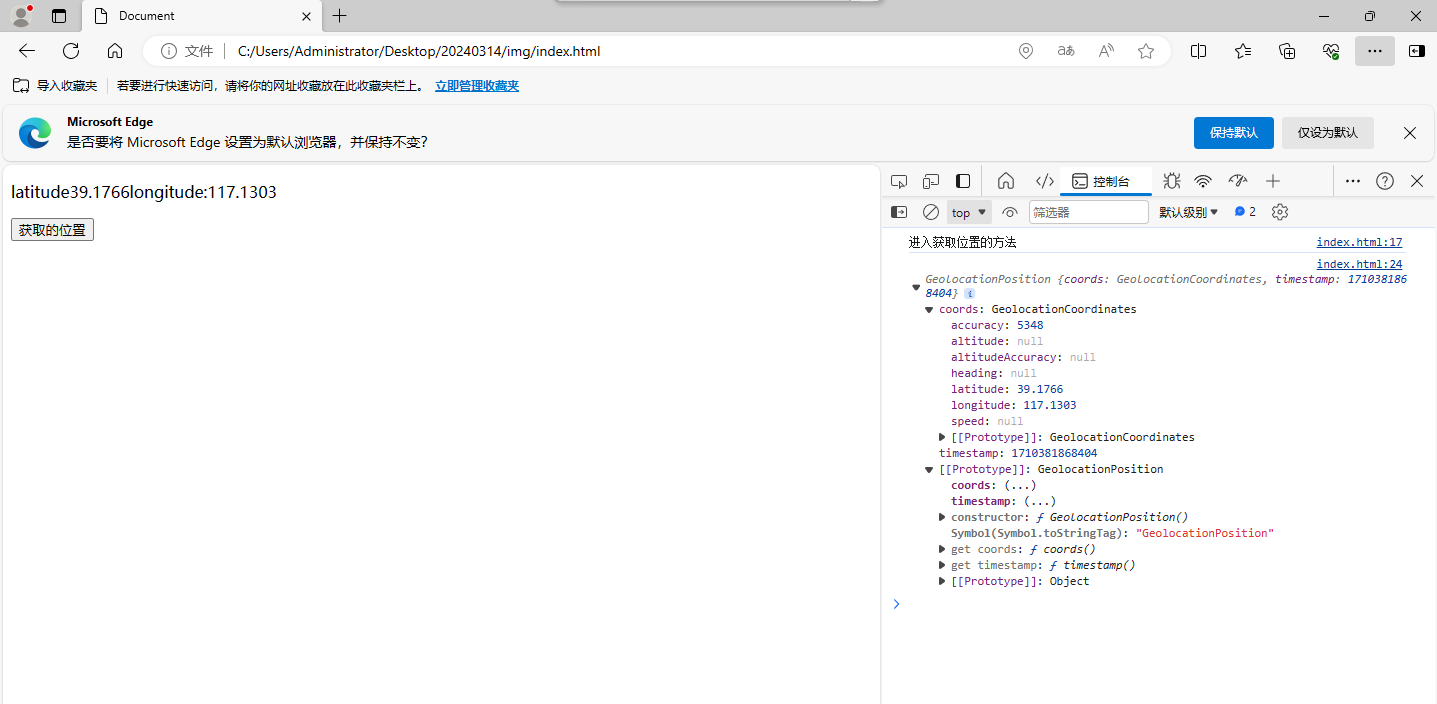 Document
文件 C:/Users/Administrator/Desktop/20240314/img/index.html
aあ
导入收藏夹 若要进行快速访问，请将你的网址收藏放在此收藏夹栏上。 立即管理收藏夹
Microsoft Edge
是否要将 Microsoft Edge 设置为默认浏览器，并保持不变？
保持默认 仅设为默认
latitude39.1766longitude:117.1303
获取的位置
控制台
top 筛选器 默认级别 2
进入获取位置的方法 index.html:17
index.html:24
GeolocationPosition {coords: GeolocationCoordinates, timestamp: 171038186
8404} i
coords: GeolocationCoordinates
accuracy: 5348
altitude: null
altitudeAccuracy: null
heading: null
latitude: 39.1766
longitude: 117.1303
speed: null
[[Prototype]]: GeolocationCoordinates
timestamp: 1710381868404
[[Prototype]]: GeolocationPosition
coords: (...)
timestamp: (...)
constructor: ƒ GeolocationPosition()
Symbol(Symbol.toStringTag): "GeolocationPosition"
get coords: ƒ coords()
get timestamp: ƒ timestamp()
[[Prototype]]: Object